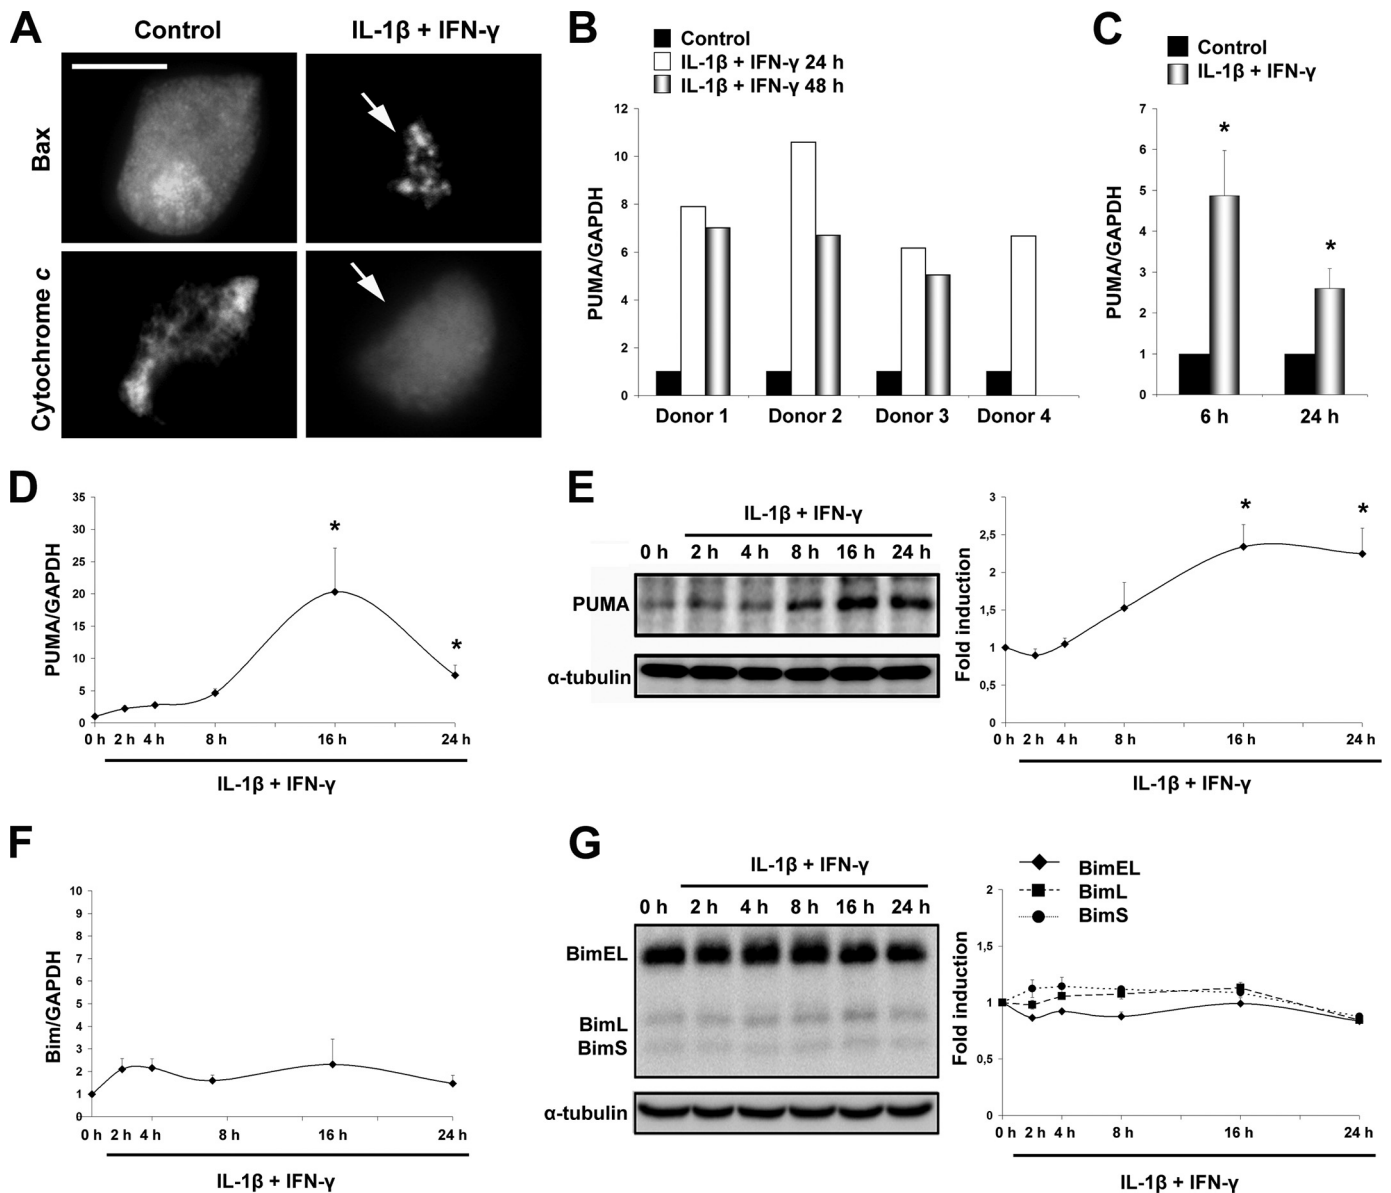 A
Control
IL-1β + IFN-γ
Bax
Cytochrome c
B
Control
IL-1β + IFN-γ 24 h
IL-1β + IFN-γ 48 h
PUMA/GAPDH
12
10
8
6
4
2
0
Donor 1 Donor 2 Donor 3 Donor 4
C
Control
IL-1β + IFN-γ
PUMA/GAPDH
7
6
5
4
3
2
1
0
*
*
6 h 24 h
D
PUMA/GAPDH
35
30
25
20
15
10
5
0
*
*
0 h 2 h 4 h 8 h 16 h 24 h
IL-1β + IFN-γ
E
IL-1β + IFN-γ
0 h 2 h 4 h 8 h 16 h 24 h
PUMA
α-tubulin
Fold induction
3
2,5
2
1,5
1
0,5
0
*
*
0 h 2 h 4 h 8 h 16 h 24 h
IL-1β + IFN-γ
F
Bim/GAPDH
10
9
8
7
6
5
4
3
2
1
0
0 h 2 h 4 h 8 h 16 h 24 h
IL-1β + IFN-γ
G
IL-1β + IFN-γ
0 h 2 h 4 h 8 h 16 h 24 h
BimEL
BimL
BimS
α-tubulin
BimEL
BimL
BimS
Fold induction
2
1,5
1
0,5
0
0 h 2 h 4 h 8 h 16 h 24 h
IL-1β + IFN-γ